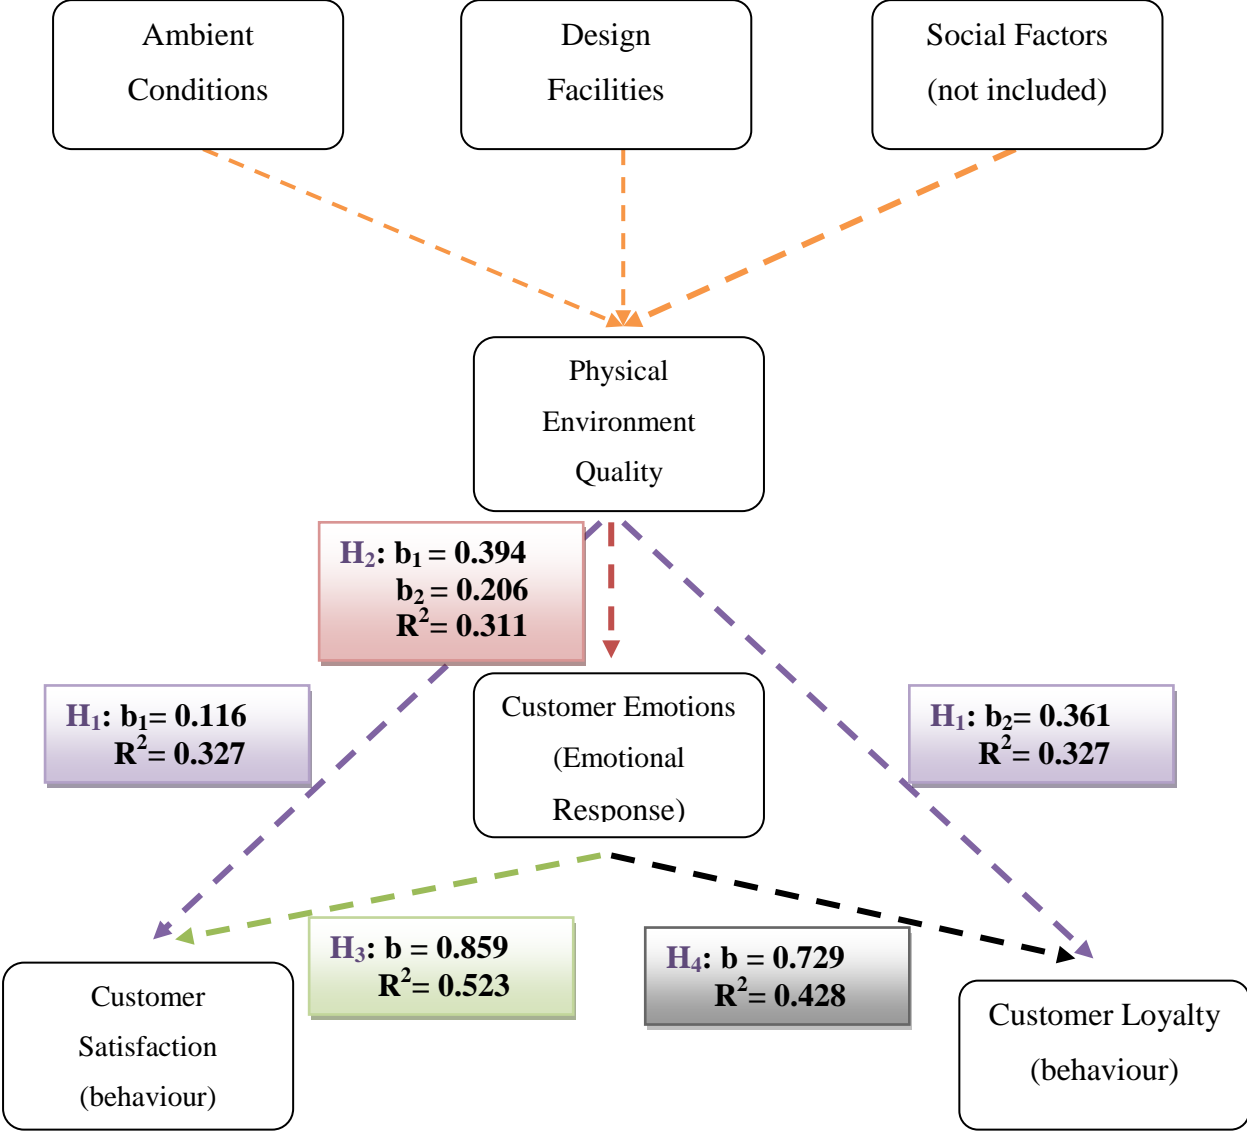 Ambient
Conditions
Design
Facilities
Social Factors
(not included)
Physical
Environment
Quality
H₂: b₁ = 0.394
b₂ = 0.206
R²= 0.311
H₁: b₁= 0.116
R²= 0.327
Customer Emotions
(Emotional
Response)
H₁: b₂= 0.361
R²= 0.327
H₃: b = 0.859
R²= 0.523
H₄: b = 0.729
R²= 0.428
Customer
Satisfaction
(behaviour)
Customer Loyalty
(behaviour)